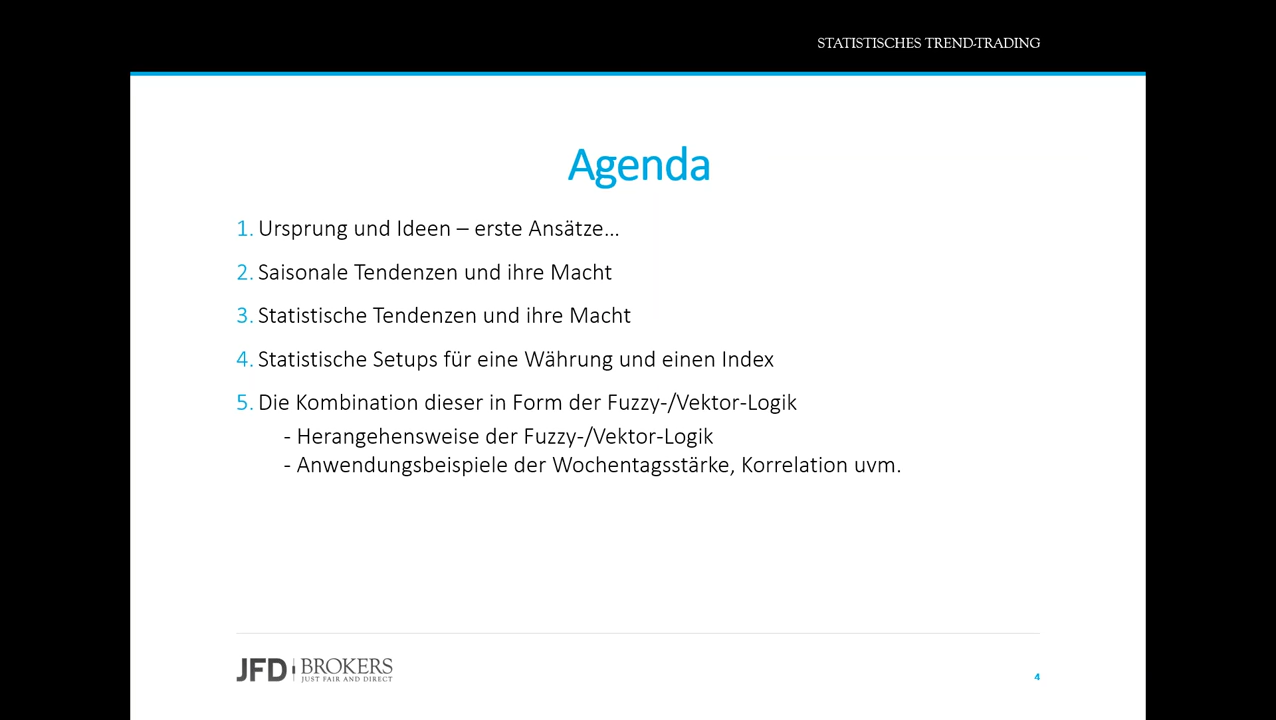 STATISTISCHES TREND-TRADING
Agenda
1. Ursprung und Ideen – erste Ansätze…
2. Saisonale Tendenzen und ihre Macht
3. Statistische Tendenzen und ihre Macht
4. Statistische Setups für eine Währung und einen Index
5. Die Kombination dieser in Form der Fuzzy-/Vektor-Logik
- Herangehensweise der Fuzzy-/Vektor-Logik
- Anwendungsbeispiele der Wochentagsstärke, Korrelation uvm.
JFD BROKERS
JUST FAIR AND DIRECT
4